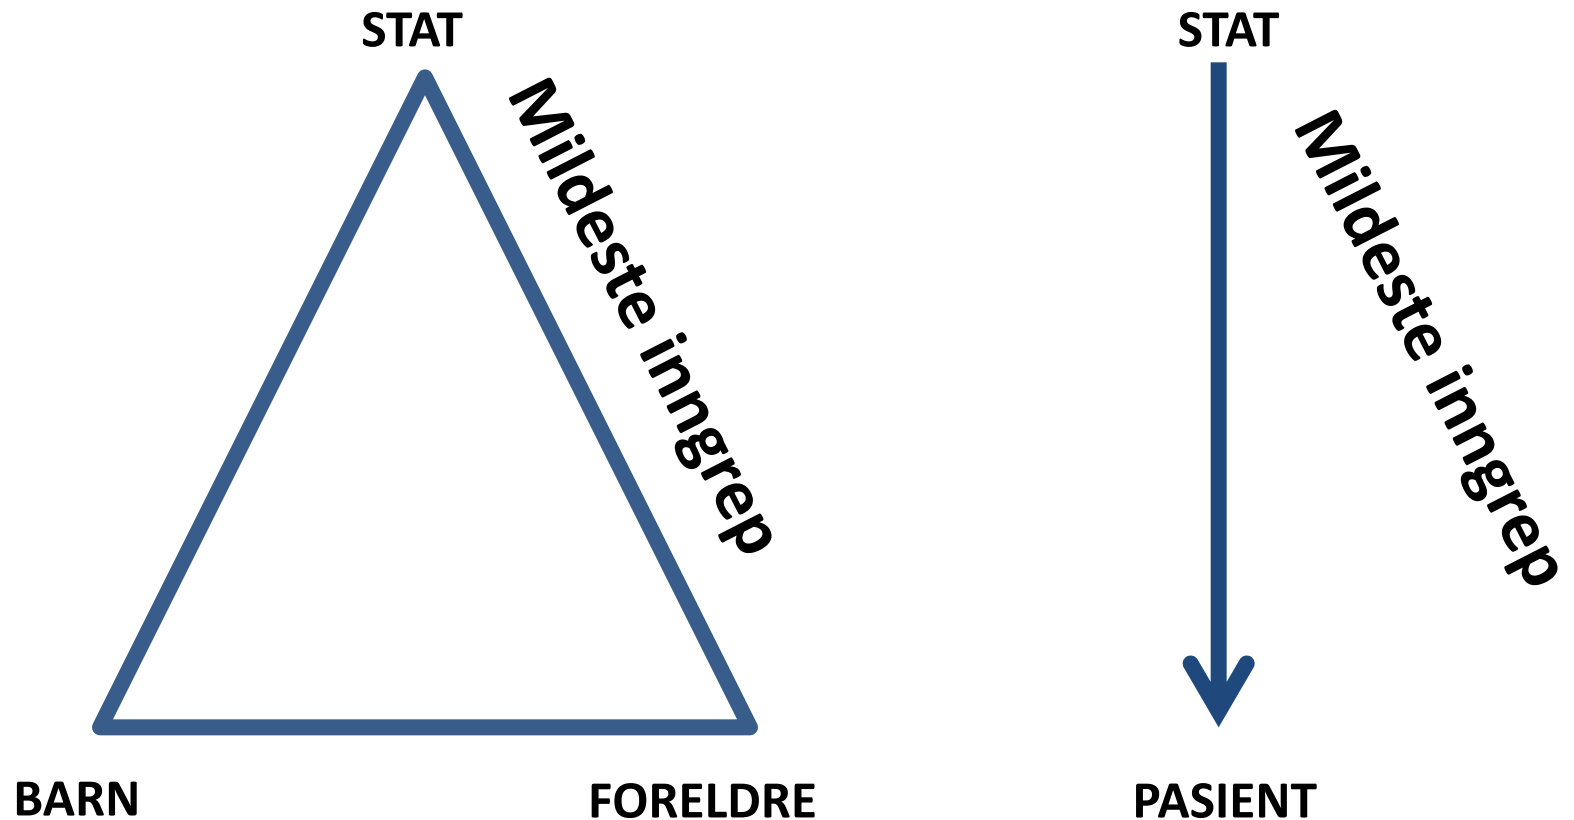 STAT
Mildeste inngrep
BARN
FORELDRE
STAT
Mildeste inngrep
PASIENT